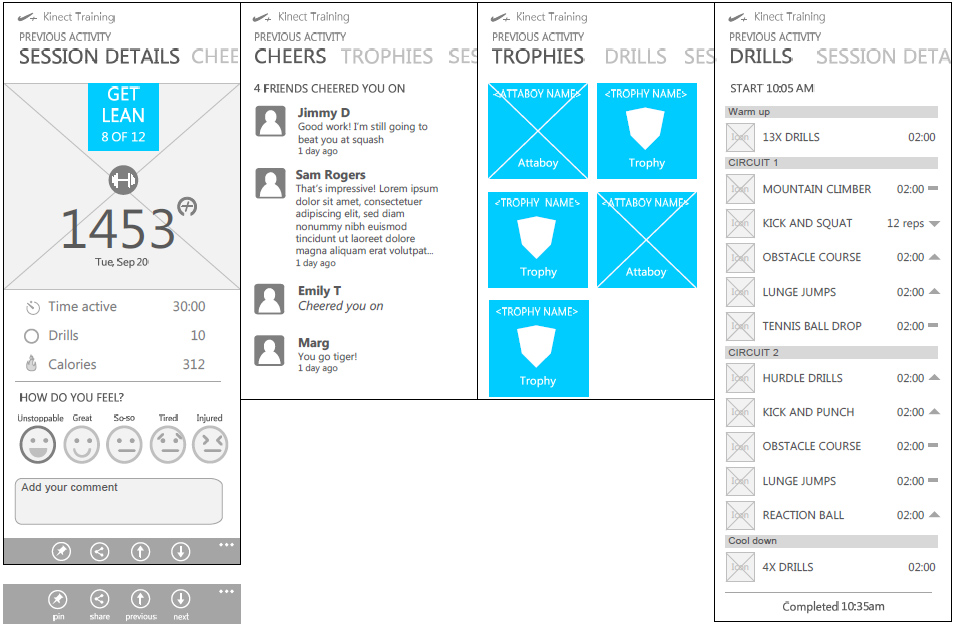 Kinect Training
PREVIOUS ACTIVITY
SESSION DETAILS CHEE
GET
LEAN
8 OF 12
1453
Tue, Sep 20
Time active 30:00
Drills 10
Calories 312
HOW DO YOU FEEL?
Unstoppable Great So-so Tired! Injured
Add your comment
pin share previous next
Kinect Training
PREVIOUS ACTIVITY
CHEERS TROPHIES SES
4 FRIENDS CHEERED YOU ON
Jimmy D
Good work! I'm still going to
beat you at squash
1 day ago
Sam Rogers
That's impressive! Lorem ipsum
dolor sit amet, consectetuer
adipiscing elit, sed diam
nonummy nibh euismod
tincidunt ut laoreet dolore
magna aliquam erat volutpat...
1 day ago
Emily T
Cheered you on
Marg
You go tiger!
1 day ago
Kinect Training
PREVIOUS ACTIVITY
TROPHIES DRILLS SES
<ATTABOY NAME> <TROPHY NAME>
Attaboy Trophy
<TROPHY NAME> <ATTABOY NAME>
Trophy Attaboy
<TROPHY NAME>
Trophy
Kinect Training
PREVIOUS ACTIVITY
DRILLS SESSION DETA
START 10:05 AM
Warm up
Icon 13X DRILLS 02:00
CIRCUIT 1
Icon MOUNTAIN CLIMBER 02:00
Icon KICK AND SQUAT 12 reps
Icon OBSTACLE COURSE 02:00
Icon LUNGE JUMPS 02:00
Icon TENNIS BALL DROP 02:00
CIRCUIT 2
Icon HURDLE DRILLS 02:00
Icon KICK AND PUNCH 02:00
Icon OBSTACLE COURSE 02:00
Icon LUNGE JUMPS 02:00
Icon REACTION BALL 02:00
Cool down
Icon 4X DRILLS 02:00
Completed 10:35am